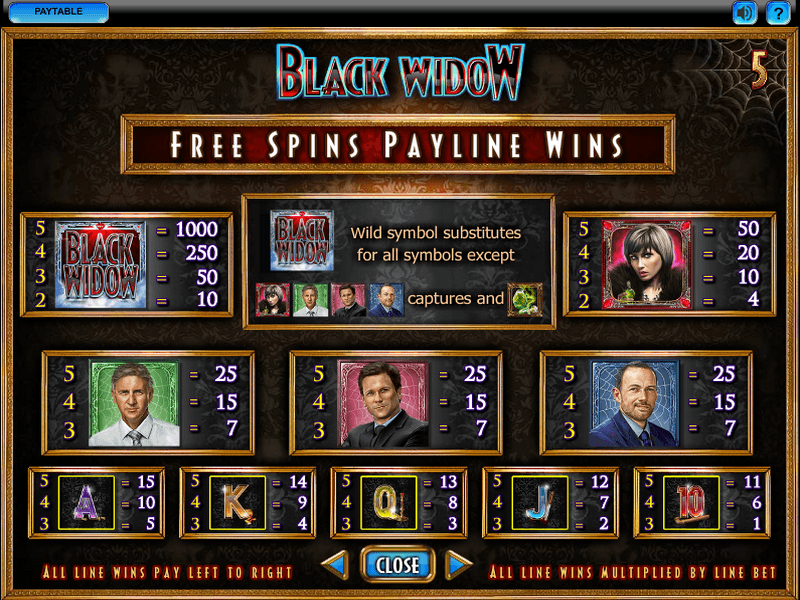 PAYTABLE
?
BLACK WIDOW
5
FREE SPINS PAYLINE WINS
5 = 1000
4 = 250
3 = 50
2 = 10
BLACK
WIDOW
BLACK
WIDOW
Wild symbol substitutes
for all symbols except
captures and
5 = 50
4 = 20
3 = 10
2 = 4
5 = 25
4 = 15
3 = 7
5 = 25
4 = 15
3 = 7
5 = 25
4 = 15
3 = 7
5 = 15
4 A = 10
3 = 5
5 = 14
4 K = 9
3 = 4
5 = 13
4 Q = 8
3 = 3
5 = 12
4 J = 7
3 = 2
5 = 11
4 10 = 6
3 = 1
ALL LINE WINS PAY LEFT TO RIGHT
CLOSE
ALL LINE WINS MULTIPLIED BY LINE BET